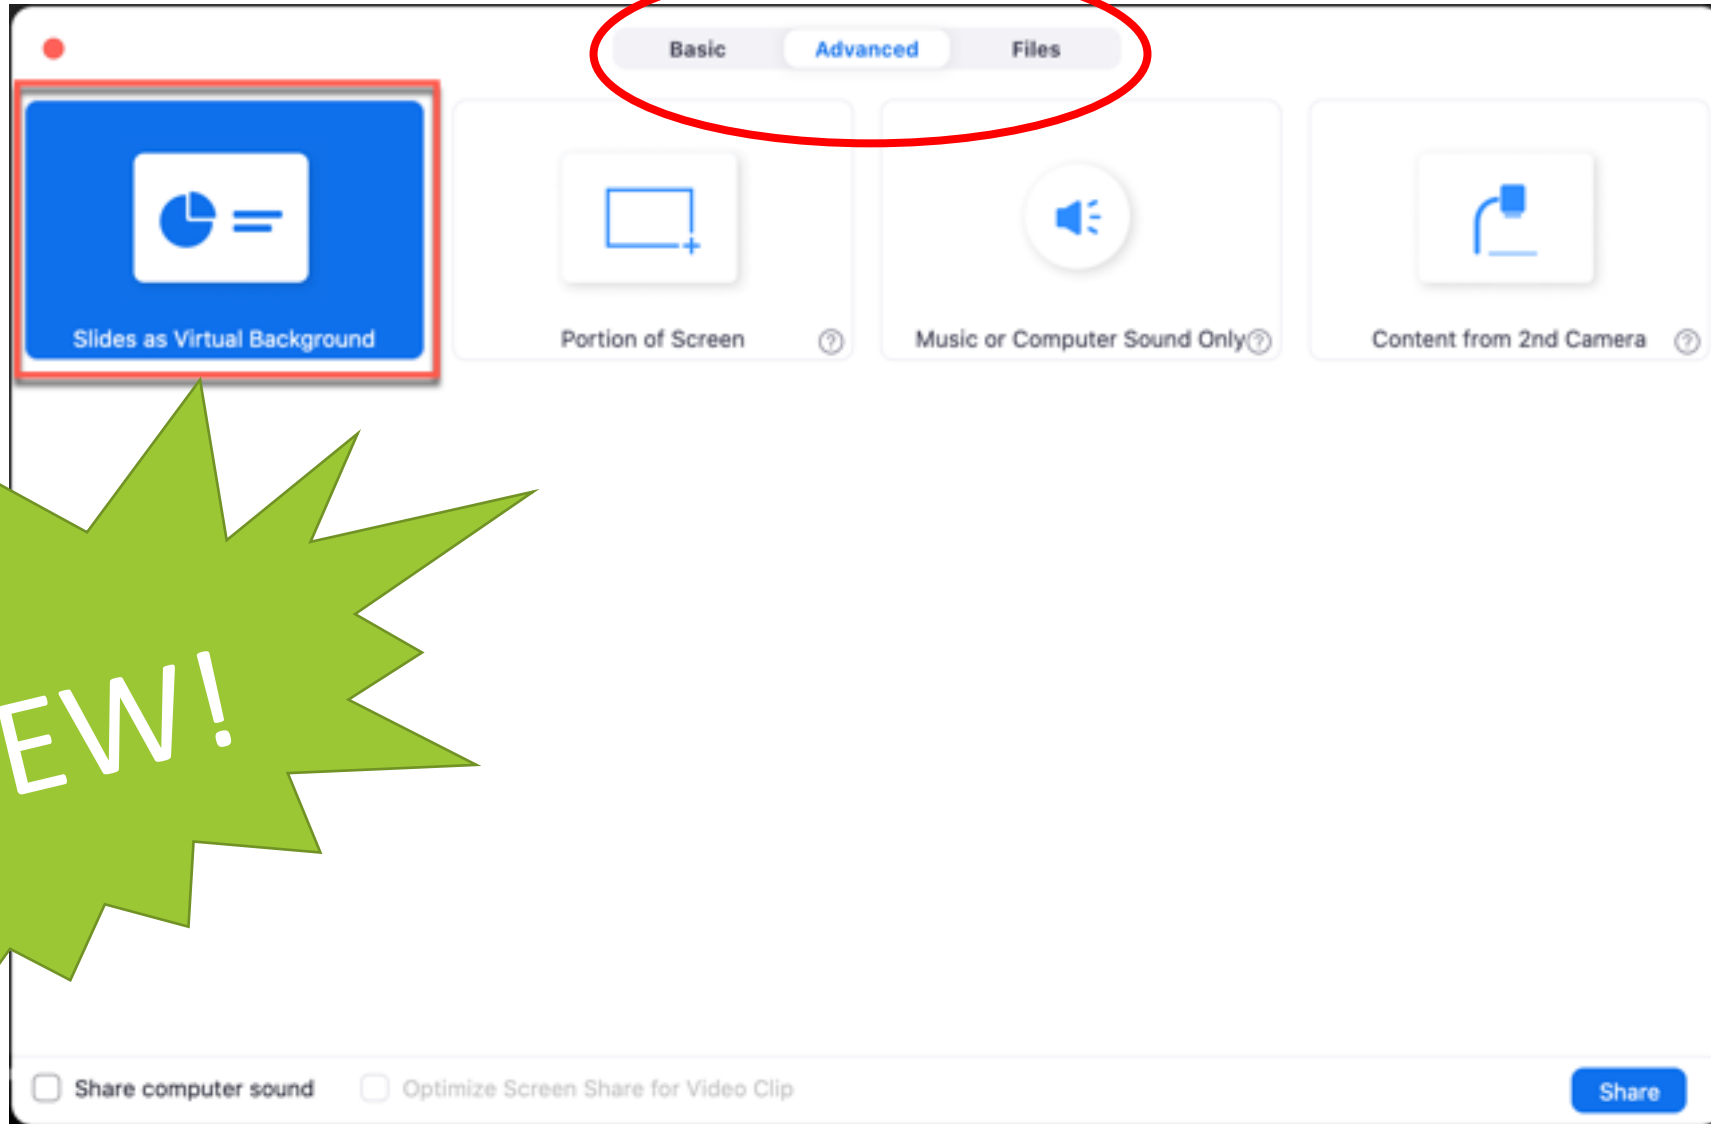 Basic Advanced Files
Slides as Virtual Background
Portion of Screen ?
Music or Computer Sound Only ?
Content from 2nd Camera ?
EW!
Share computer sound
Optimize Screen Share for Video Clip
Share